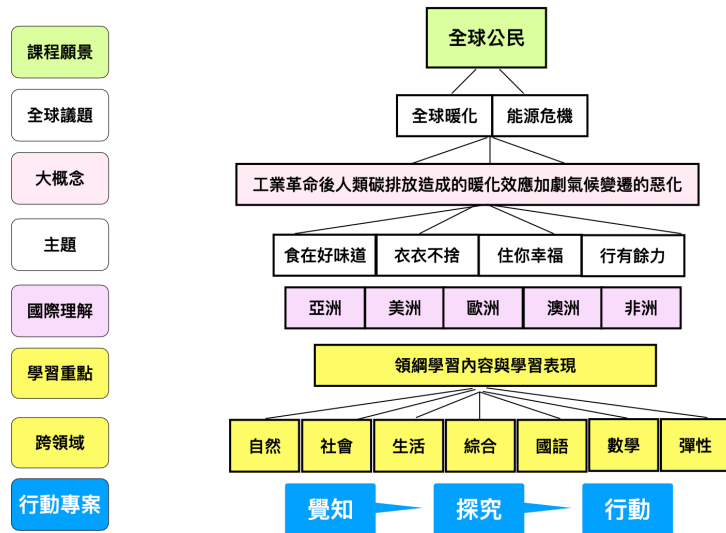 課程願景
全球公民
全球議題
全球暖化
能源危機
大概念
工業革命後人類碳排放造成的暖化效應加劇氣候變遷的惡化
主題
食在好味道
衣衣不捨
住你幸福
行有餘力
國際理解
亞洲
美洲
歐洲
澳洲
非洲
學習重點
領綱學習內容與學習表現
跨領域
自然
社會
生活
綜合
國語
數學
彈性
行動專案
覺知
探究
行動